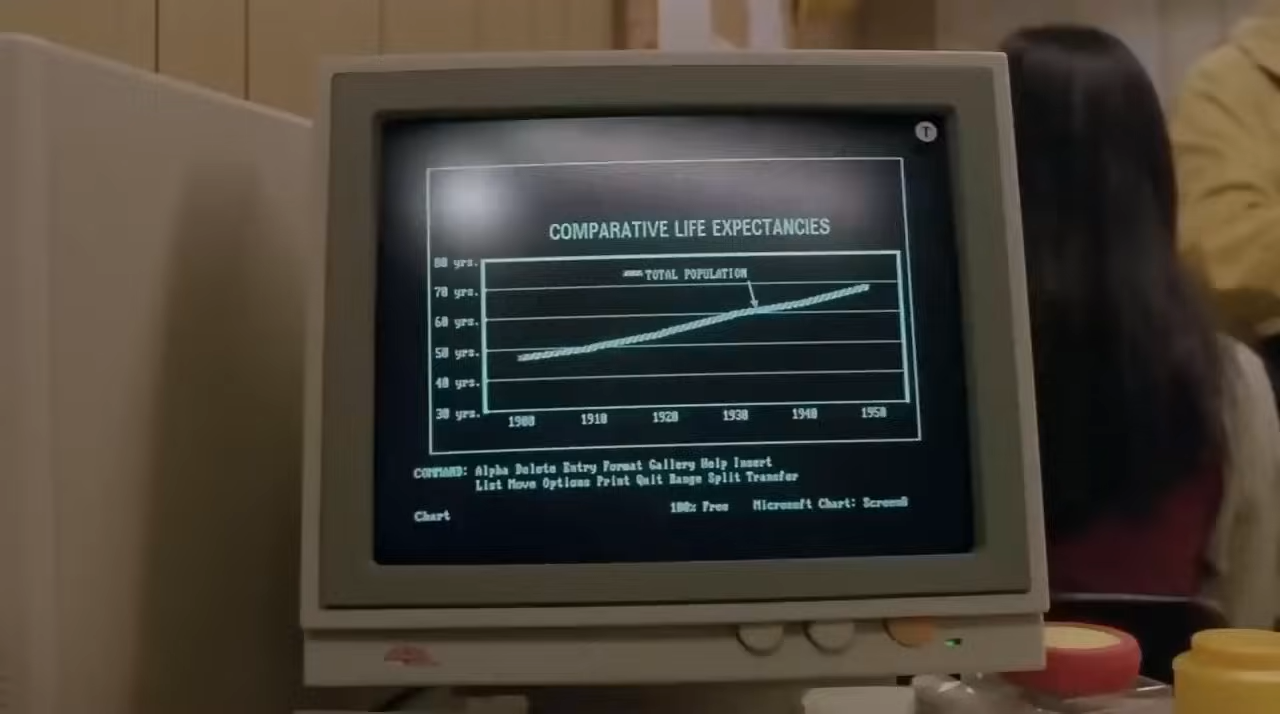 T
COMPARATIVE LIFE EXPECTANCIES
80 yrs.
TOTAL POPULATION
70 yrs.
60 yrs.
50 yrs.
40 yrs.
30 yrs.
1900 1910 1920 1930 1940 1950
COMMAND: Alpha Delete Entry Format Gallery Help Insert
List Move Options Print Quit Range Split Transfer
100% Free Microsoft Chart: Screen8
Chart